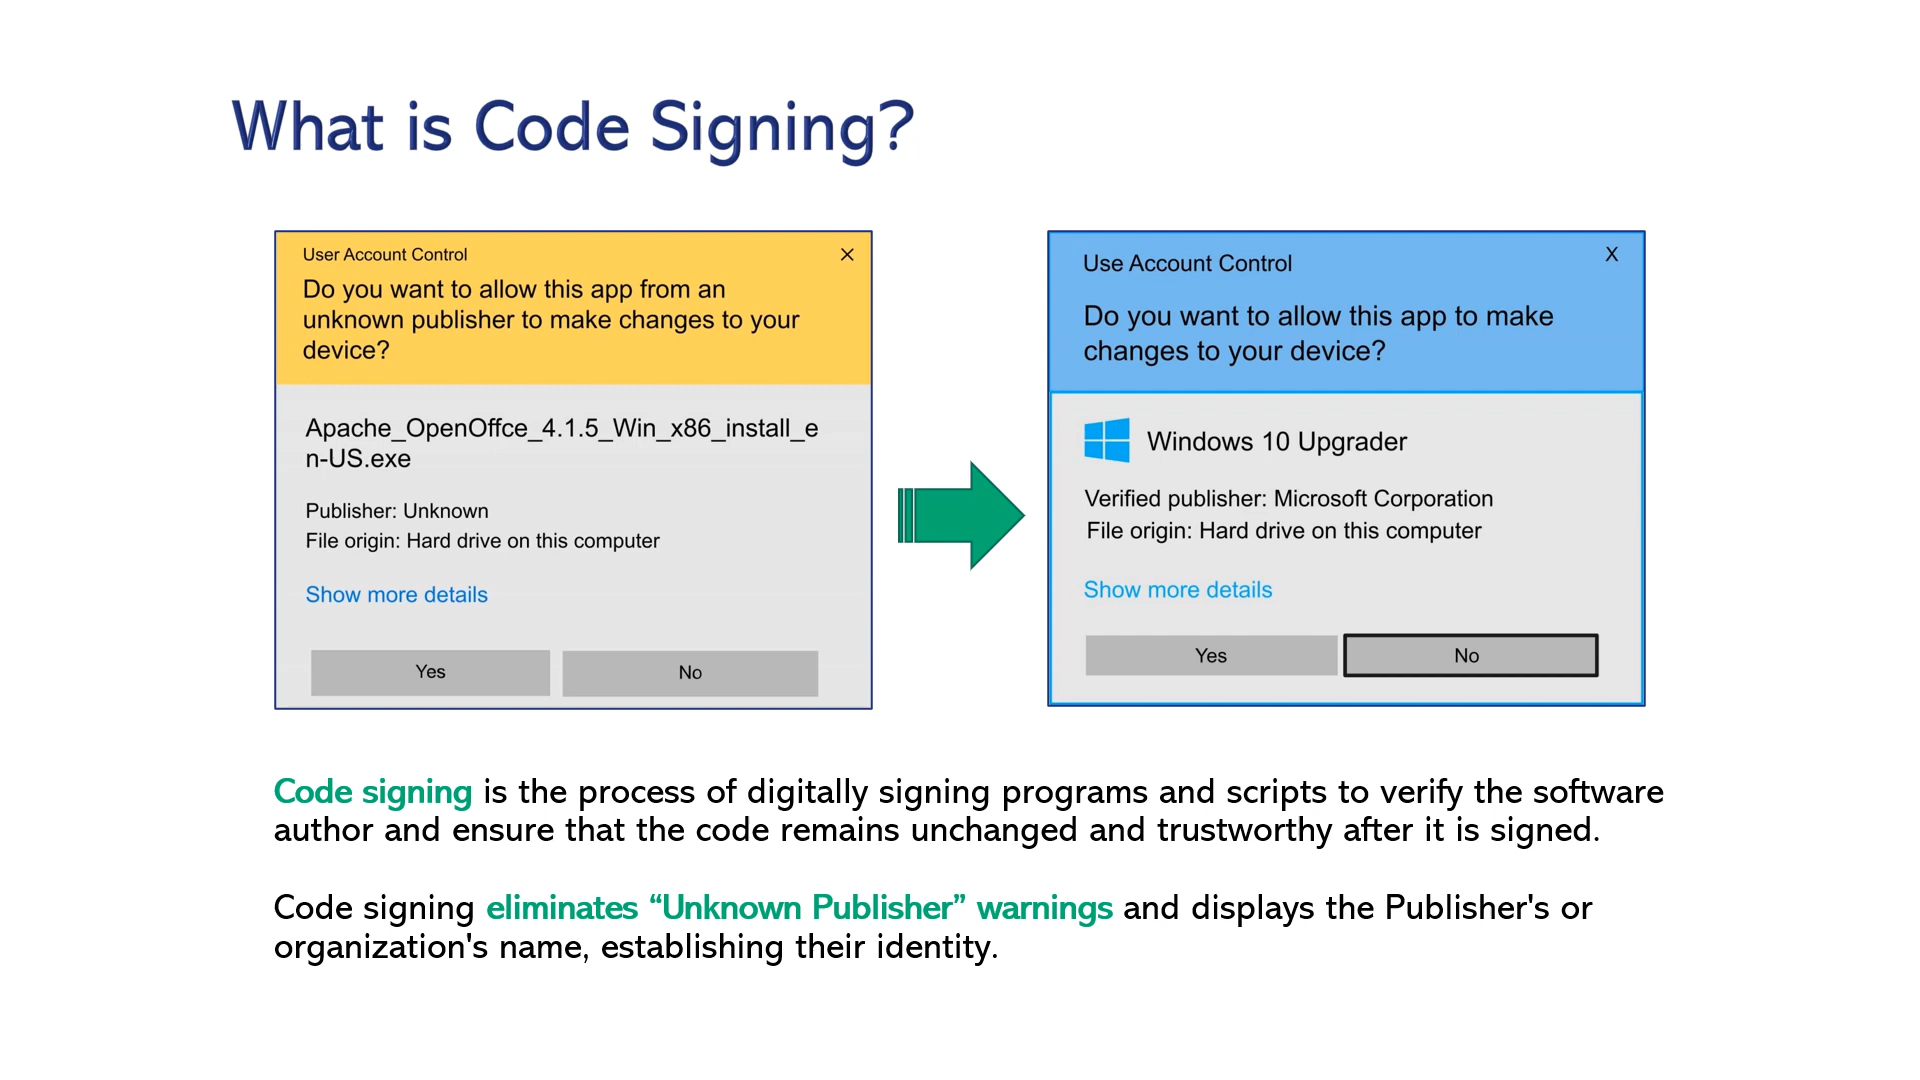 What is Code Signing?
User Account Control
X
Do you want to allow this app from an
unknown publisher to make changes to your
device?
Apache_OpenOffce_4.1.5_Win_x86_install_e
n-US.exe
Publisher: Unknown
File origin: Hard drive on this computer
Show more details
Yes
No
Use Account Control
X
Do you want to allow this app to make
changes to your device?
Windows 10 Upgrader
Verified publisher: Microsoft Corporation
File origin: Hard drive on this computer
Show more details
Yes
No
Code signing is the process of digitally signing programs and scripts to verify the software
author and ensure that the code remains unchanged and trustworthy after it is signed.
Code signing eliminates “Unknown Publisher” warnings and displays the Publisher's or
organization's name, establishing their identity.